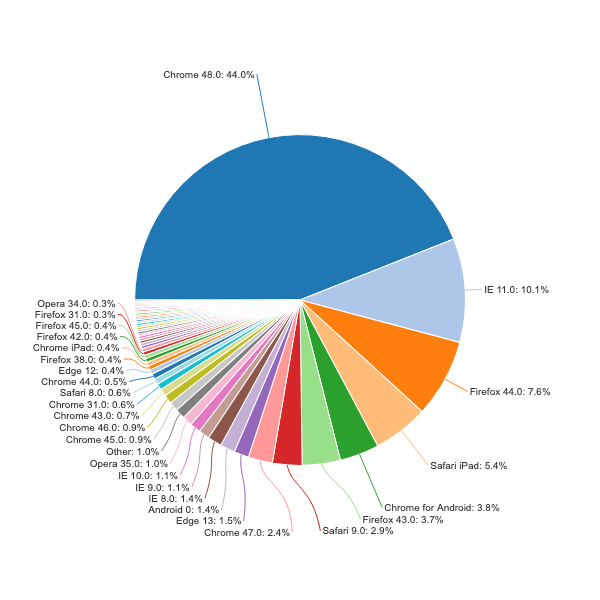 Chrome 48.0: 44.0%
IE 11.0: 10.1%
Firefox 44.0: 7.6%
Safari iPad: 5.4%
Chrome for Android: 3.8%
Firefox 43.0: 3.7%
Safari 9.0: 2.9%
Chrome 47.0: 2.4%
Edge 13: 1.5%
Android 0: 1.4%
IE 8.0: 1.4%
IE 9.0: 1.1%
IE 10.0: 1.1%
Opera 35.0: 1.0%
Other: 1.0%
Chrome 45.0: 0.9%
Chrome 46.0: 0.9%
Chrome 43.0: 0.7%
Chrome 31.0: 0.6%
Safari 8.0: 0.6%
Chrome 44.0: 0.5%
Edge 12: 0.4%
Firefox 38.0: 0.4%
Chrome iPad: 0.4%
Firefox 42.0: 0.4%
Firefox 45.0: 0.4%
Firefox 31.0: 0.3%
Opera 34.0: 0.3%